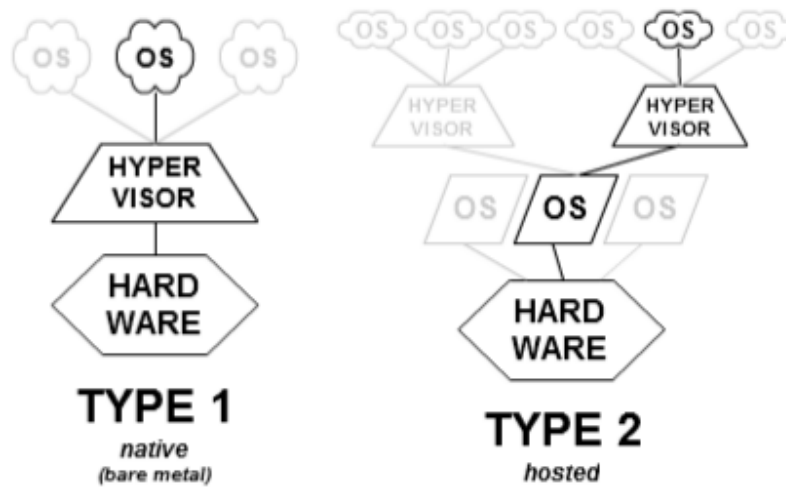 OS OS OS
HYPER
VISOR
HARD
WARE
TYPE 1
native
(bare metal)
OS OS OS OS OS OS
HYPER
VISOR
HYPER
VISOR
OS OS OS
HARD
WARE
TYPE 2
hosted